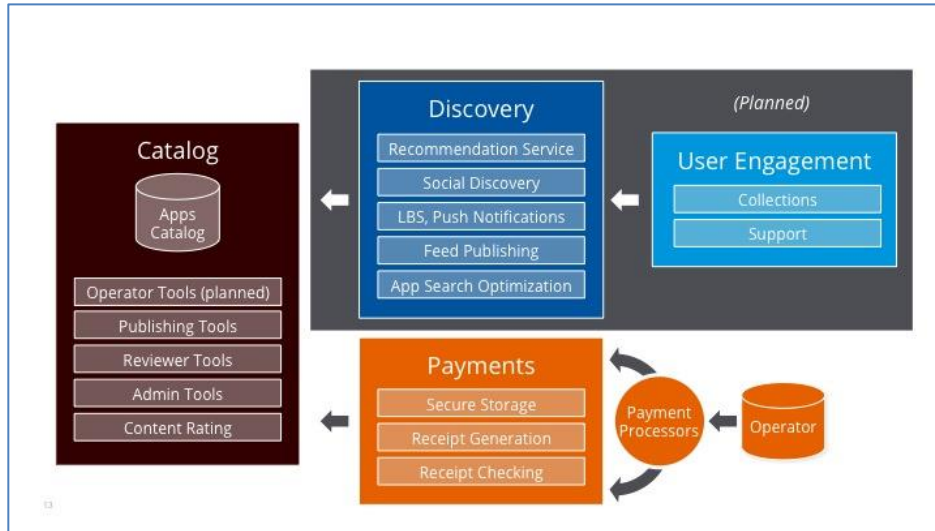 Catalog
Apps
Catalog
Operator Tools (planned)
Publishing Tools
Reviewer Tools
Admin Tools
Content Rating
Discovery
Recommendation Service
Social Discovery
LBS, Push Notifications
Feed Publishing
App Search Optimization
(Planned)
User Engagement
Collections
Support
Payments
Secure Storage
Receipt Generation
Receipt Checking
Payment
Processors
Operator
13